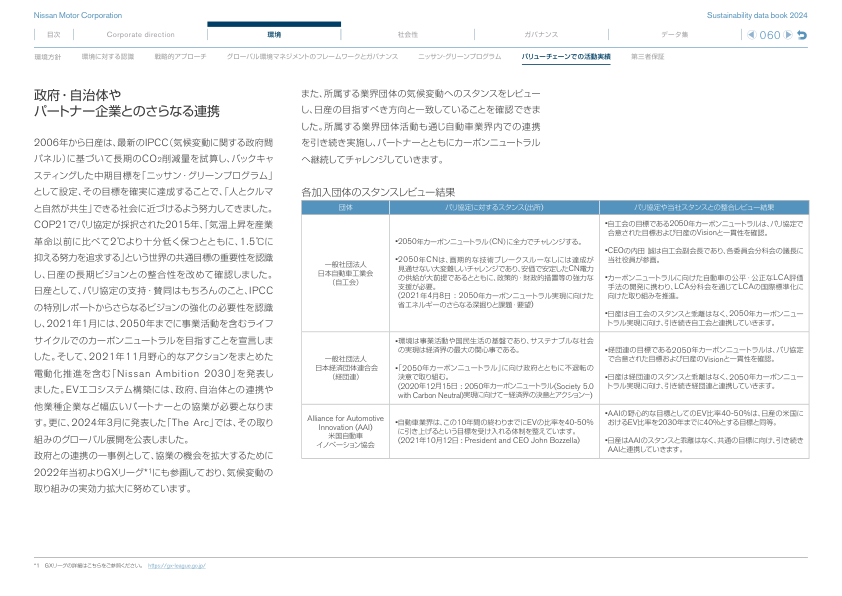 Nissan Motor Corporation
Sustainability data book 2024
目次
Corporate direction
環境
社会性
ガバナンス
データ集
060
環境方針
環境に対する認識
戦略的アプローチ
グローバル環境マネジメントのフレームワークとガバナンス
ニッサン・グリーンプログラム
バリューチェーンでの活動実績
第三者保証
政府・自治体や
パートナー企業とのさらなる連携
2006年から日産は、最新のIPCC（気候変動に関する政府間
パネル）に基づいて長期のCO2削減量を試算し、バックキャ
スティングした中期目標を「ニッサン・グリーンプログラム」
として設定、その目標を確実に達成することで、「人とクルマ
と自然が共生」できる社会に近づけるよう努力してきました。
COP21でパリ協定が採択された2015年、「気温上昇を産業
革命以前に比べて2℃より十分低く保つとともに、1.5℃に
抑える努力を追求する」という世界の共通目標の重要性を認識
し、日産の長期ビジョンとの整合性を改めて確認しました。
日産として、パリ協定の支持・賛同はもちろんのこと、IPCC
の特別レポートからさらなるビジョンの強化の必要性を認識
し、2021年1月には、2050年までに事業活動を含むライフ
サイクルでのカーボンニュートラルを目指すことを宣言しま
した。そして、2021年11月野心的なアクションをまとめた
電動化推進を含む「Nissan Ambition 2030」を発表し
ました。EVエコシステム構築には、政府、自治体との連携や
他業種企業など幅広いパートナーとの協業が必要となりま
す。更に、2024年3月に発表した「The Arc」では、その取り
組みのグローバル展開を公表しました。
政府との連携の一事例として、協業の機会を拡大するために
2022年当初よりGXリーグ*1にも参画しており、気候変動の
取り組みの実効力拡大に努めています。
また、所属する業界団体の気候変動へのスタンスをレビュー
し、日産の目指すべき方向と一致していることを確認できま
した。所属する業界団体活動も通じ自動車業界内での連携
を引き続き実施し、パートナーとともにカーボンニュートラル
へ継続してチャレンジしていきます。
各加入団体のスタンスレビュー結果
団体
パリ協定に対するスタンス（出所）
パリ協定や当社スタンスとの整合レビュー結果
一般社団法人
日本自動車工業会
（自工会）
•2050年カーボンニュートラル（CN）に全力でチャレンジする。
•2050年CNは、画期的な技術ブレークスルーなしには達成が
見通せない大変難しいチャレンジであり、安価で安定したCN電力
の供給が大前提であるとともに、政策的・財政的措置等の強力な
支援が必要。
（2021年4月8日：2050年カーボンニュートラル実現に向けた
省エネルギーのさらなる深掘りと課題・要望）
•自工会の目標である2050年カーボンニュートラルは、パリ協定で
合意された目標および日産のVisionと一貫性を確認。
•CEOの内田 誠は自工会副会長であり、各委員会分科会の議長に
当社役員が参画。
•カーボンニュートラルに向けた自動車の公平・公正なLCA評価
手法の開発に携わり、LCA分科会を通じてLCAの国際標準化に
向けた取り組みを推進。
•日産は自工会のスタンスと乖離はなく、2050年カーボンニュー
トラル実現に向け、引き続き自工会と連携していきます。
一般社団法人
日本経済団体連合会
（経団連）
•環境は事業活動や国民生活の基盤であり、サステナブルな社会
の実現は経済界の最大の関心事である。
•「2050年カーボンニュートラル」に向け政府とともに不退転の
決意で取り組む。
（2020年12月15日：2050年カーボンニュートラル（Society 5.0
with Carbon Neutral）実現に向けて－経済界の決意とアクション－）
•経団連の目標である2050年カーボンニュートラルは、パリ協定
で合意された目標および日産のVisionと一貫性を確認。
•日産は経団連のスタンスと乖離はなく、2050年カーボンニュー
トラル実現に向け、引き続き経団連と連携していきます。
Alliance for Automotive
Innovation (AAI)
米国自動車
イノベーション協会
•自動車業界は、この10年間の終わりまでにEVの比率を40-50%
に引き上げるという目標を受け入れる体制を整えています。
（2021年10月12日：President and CEO John Bozzella）
•AAIの野心的な目標としてのEV比率40-50%は、日産の米国に
おけるEV比率を2030年までに40%とする目標と同等。
•日産はAAIのスタンスと乖離はなく、共通の目標に向け、引き続き
AAIと連携していきます。
*1 GXリーグの詳細はこちらをご参照ください。 https://gx-league.go.jp/